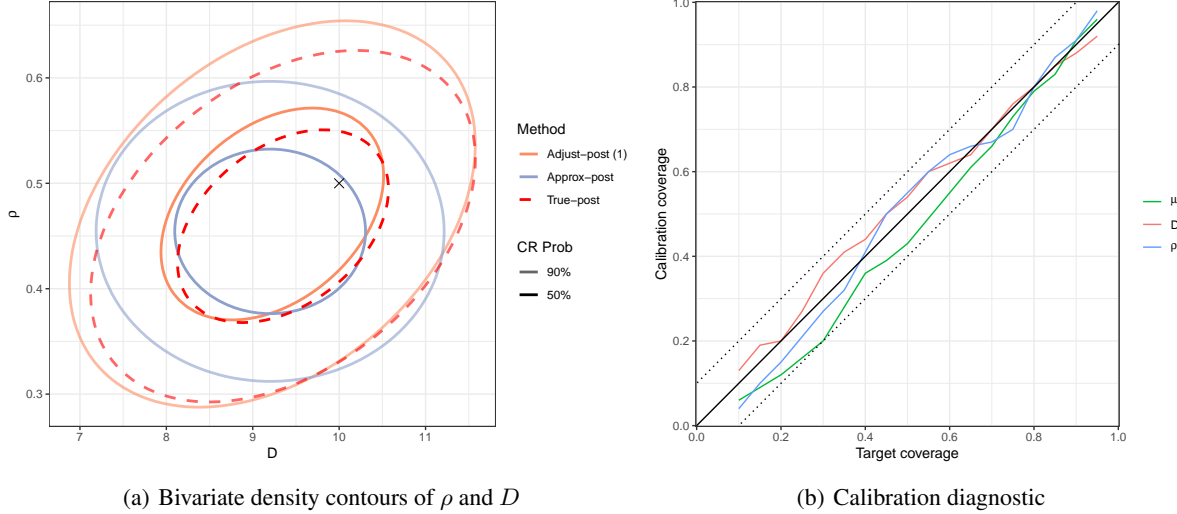 0.6
0.5
0.4
0.3
ρ
7
8
9
10
11
D
Method
Adjust−post (1)
Approx−post
True−post
CR Prob
90%
50%
(a) Bivariate density contours of ρ and D
1.0
0.8
0.6
0.4
0.2
0.0
Calibration coverage
0.0
0.2
0.4
0.6
0.8
1.0
Target coverage
μ
D
ρ
(b) Calibration diagnostic